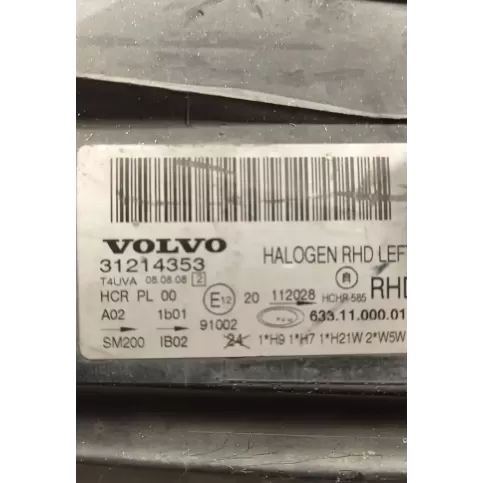 VOLVO HALOGEN RHD LEFT
31214353
T4UVA 08.08.08 2
HCR PL 00 E12 20 112028 HCHR-585 RHD
A02 1b01 91002 633.11.000.01
SM200 IB02 24 1*H9 1*H7 1*H21W 2*W5W